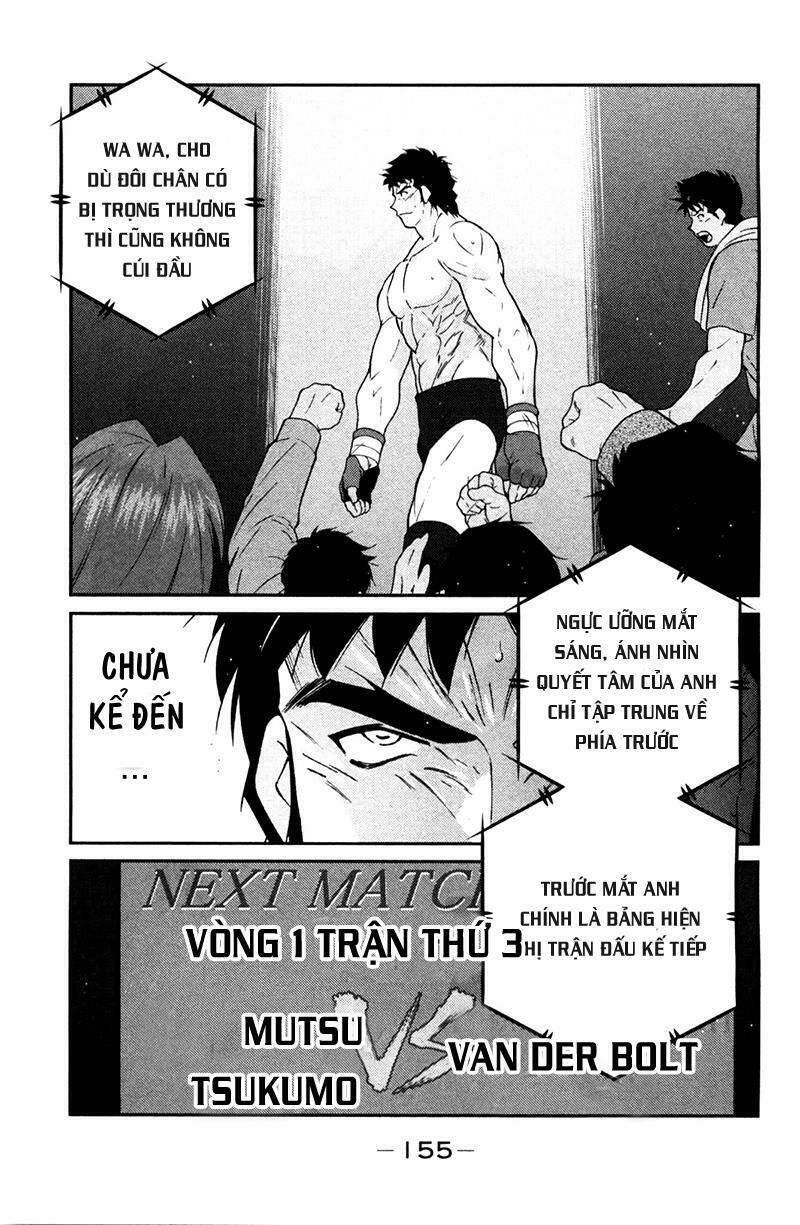 WA WA, CHO
DÙ ĐÔI CHÂN CÓ
BỊ TRỌNG THƯƠNG
THÌ CŨNG KHÔNG
CÚI ĐẦU
NGỰC ƯỠNG MẮT
SÁNG, ÁNH NHÌN
QUYẾT TÂM CỦA ANH
CHỈ TẬP TRUNG VỀ
PHÍA TRƯỚC
CHƯA
KỂ ĐẾN
...
TRƯỚC MẮT ANH
CHÍNH LÀ BẢNG HIỆN
THỊ TRẬN ĐẤU KẾ TIẾP
NEXT MATC
VÒNG 1 TRẬN THỨ 3
MUTSU
TSUKUMO
VS
VAN DER BOLT
—155—